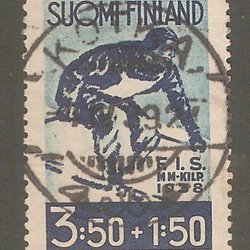 SUOMI-FINLAND
F.I.S.
MM-KILP.
1938
3:50+1:50